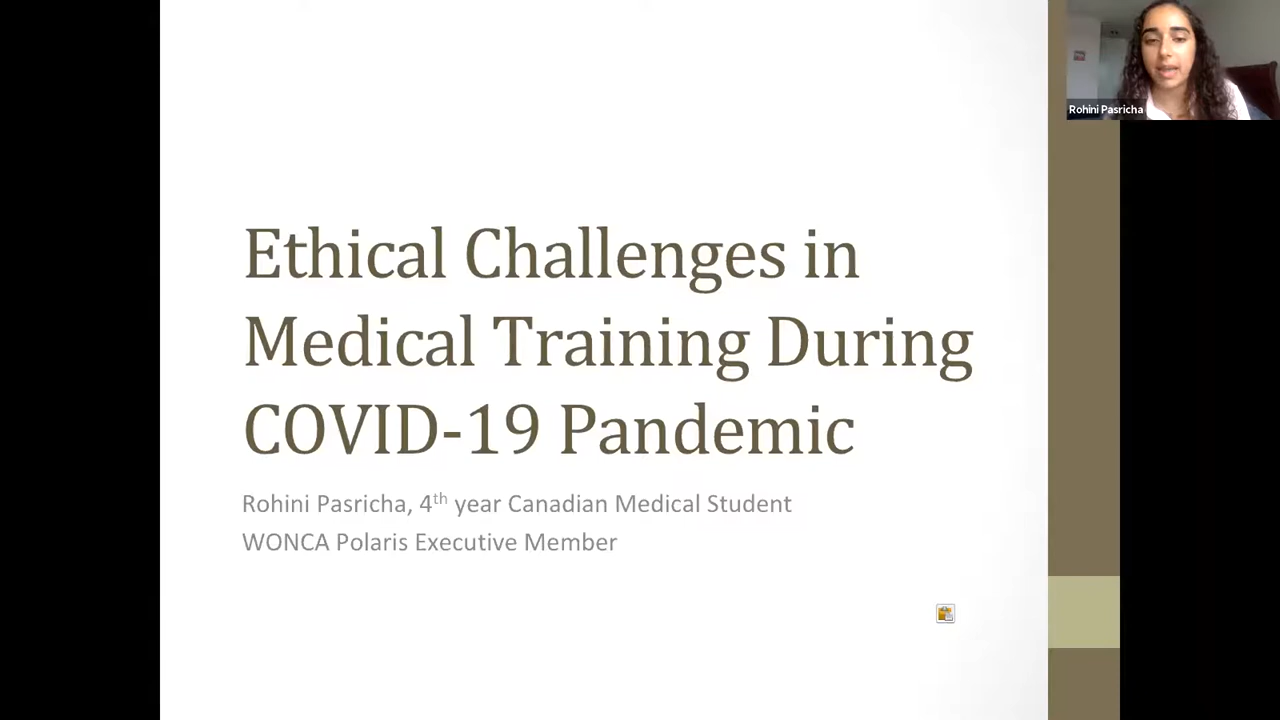 Rohini Pasricha
Ethical Challenges in
Medical Training During
COVID-19 Pandemic
Rohini Pasricha, 4th year Canadian Medical Student
WONCA Polaris Executive Member